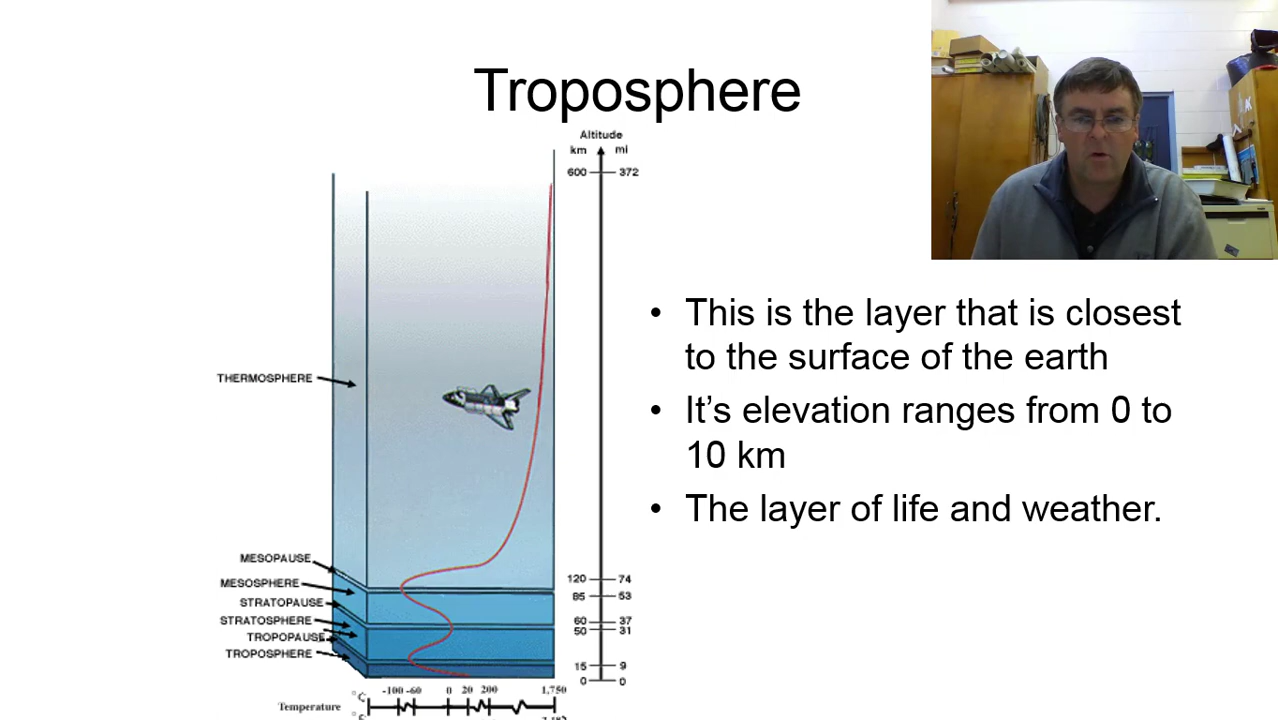 Troposphere
Altitude
km mi
600 372
THERMOSPHERE
MESOPAUSE
120 74
MESOSPHERE
85 53
STRATOPAUSE
60 37
STRATOSPHERE
50 31
TROPOPAUSE
TROPOSPHERE
15 9
0 0
°C -100 -60 0 20 200 1,750
Temperature
• This is the layer that is closest
to the surface of the earth
• It’s elevation ranges from 0 to
10 km
• The layer of life and weather.